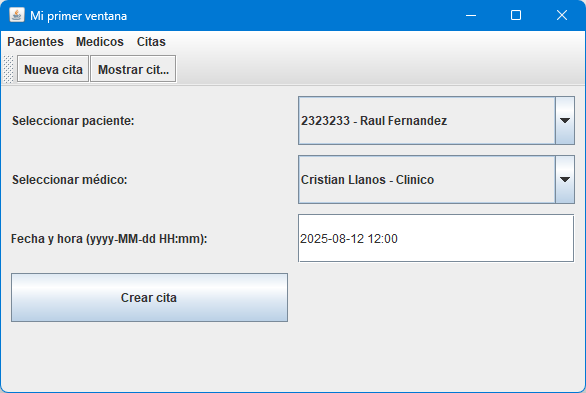 Mi primer ventana
Pacientes Medicos Citas
Nueva cita Mostrar cit...
Seleccionar paciente: 2323233 - Raul Fernandez
Seleccionar médico: Cristian Llanos - Clinico
Fecha y hora (yyyy-MM-dd HH:mm): 2025-08-12 12:00
Crear cita